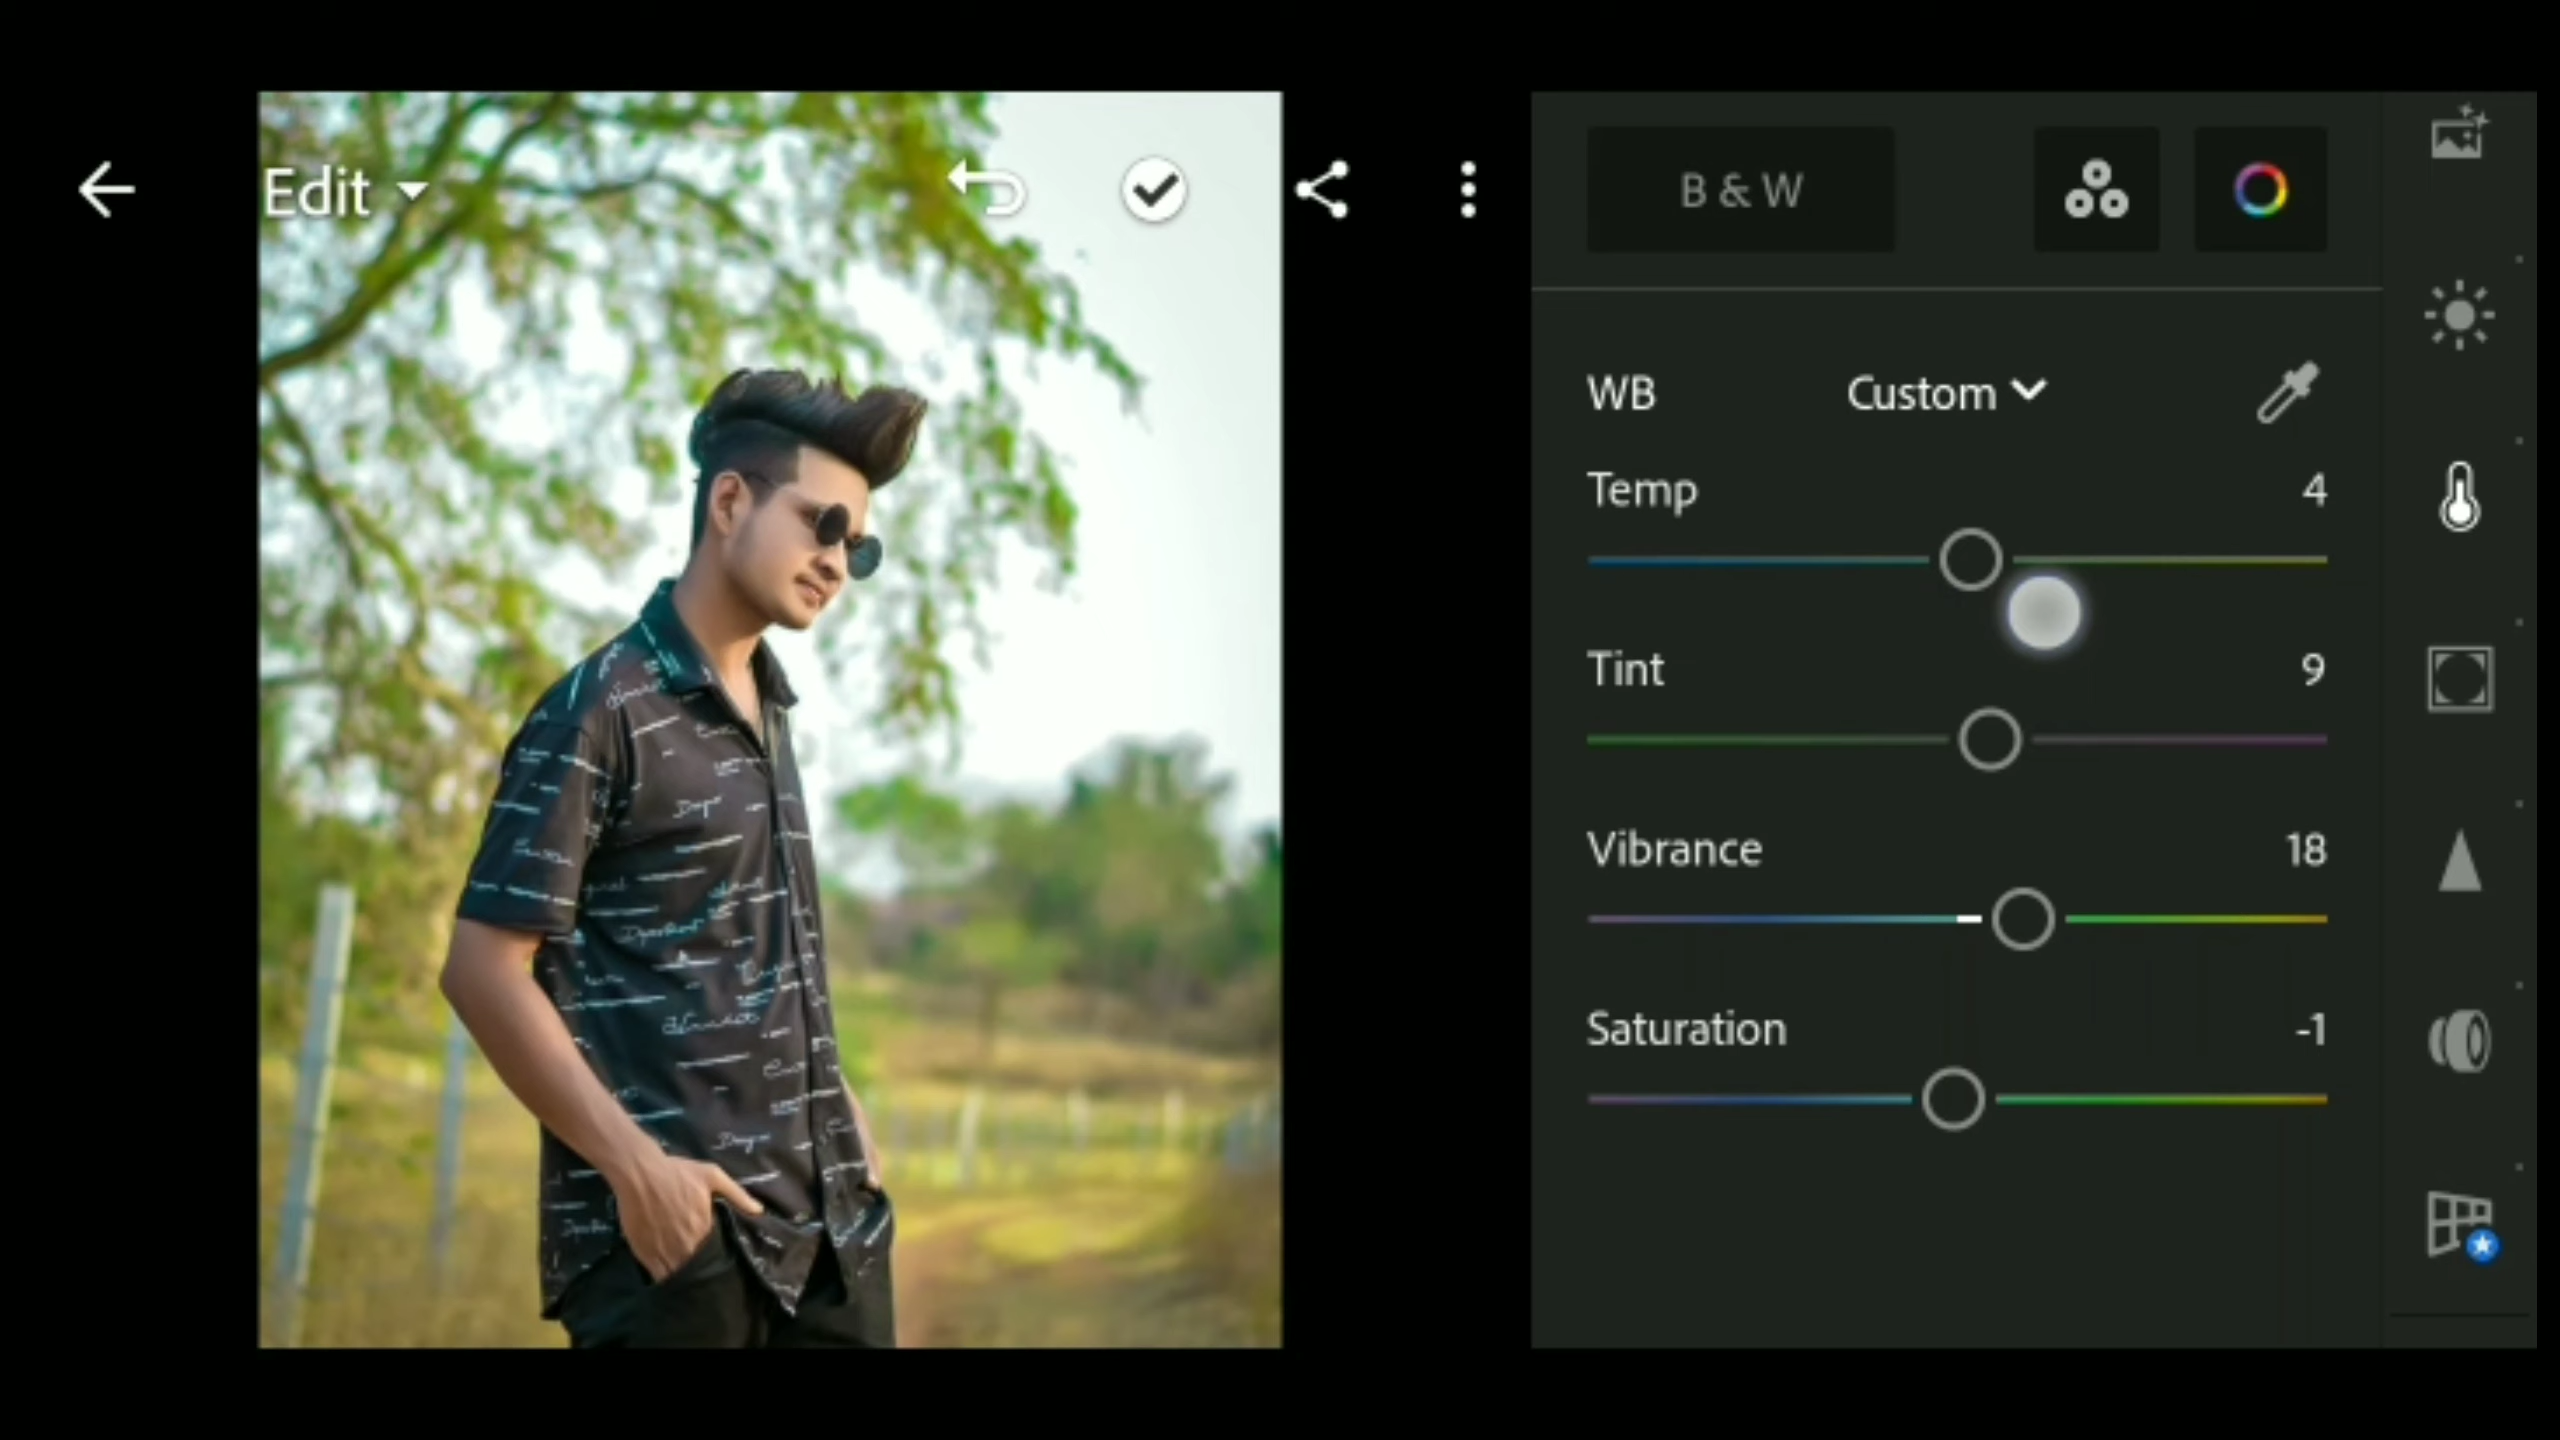 Edit
B & W
WB Custom
Temp 4
Tint 9
Vibrance 18
Saturation -1